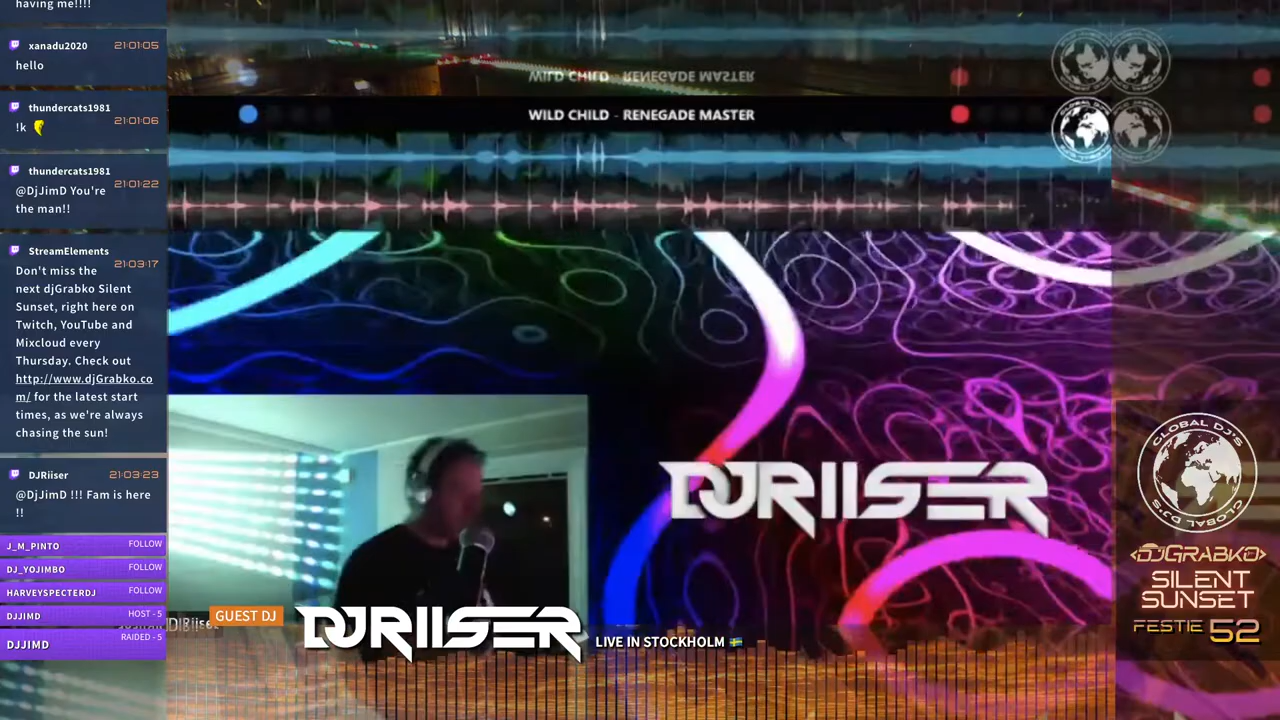 having me!!!!
xanadu2020
21:01:05
hello
thundercats1981
21:01:06
!k
thundercats1981
21:01:22
@DjJimD You're
the man!!
StreamElements
21:03:17
Don't miss the
next djGrabko Silent
Sunset, right here on
Twitch, YouTube and
Mixcloud every
Thursday. Check out
http://www.djGrabko.co
m/ for the latest start
times, as we're always
chasing the sun!
DJRiiser
21:03:23
@DjJimD !!! Fam is here
!!
J_M_PINTO FOLLOW
DJ_YOJIMBO FOLLOW
HARVEYSPECTERDJ FOLLOW
DJJIMD HOST - 5
DJJIMD RAIDED - 5
WILD CHILD - RENEGADE MASTER
WILD CHILD - RENEGADE MASTER
DJRIISER
GUEST DJ
DJRIISER
LIVE IN STOCKHOLM
GLOBAL DJ'S
GLOBAL DJ'S
<DJGRABKO>
SILENT
SUNSET
FESTIE 52